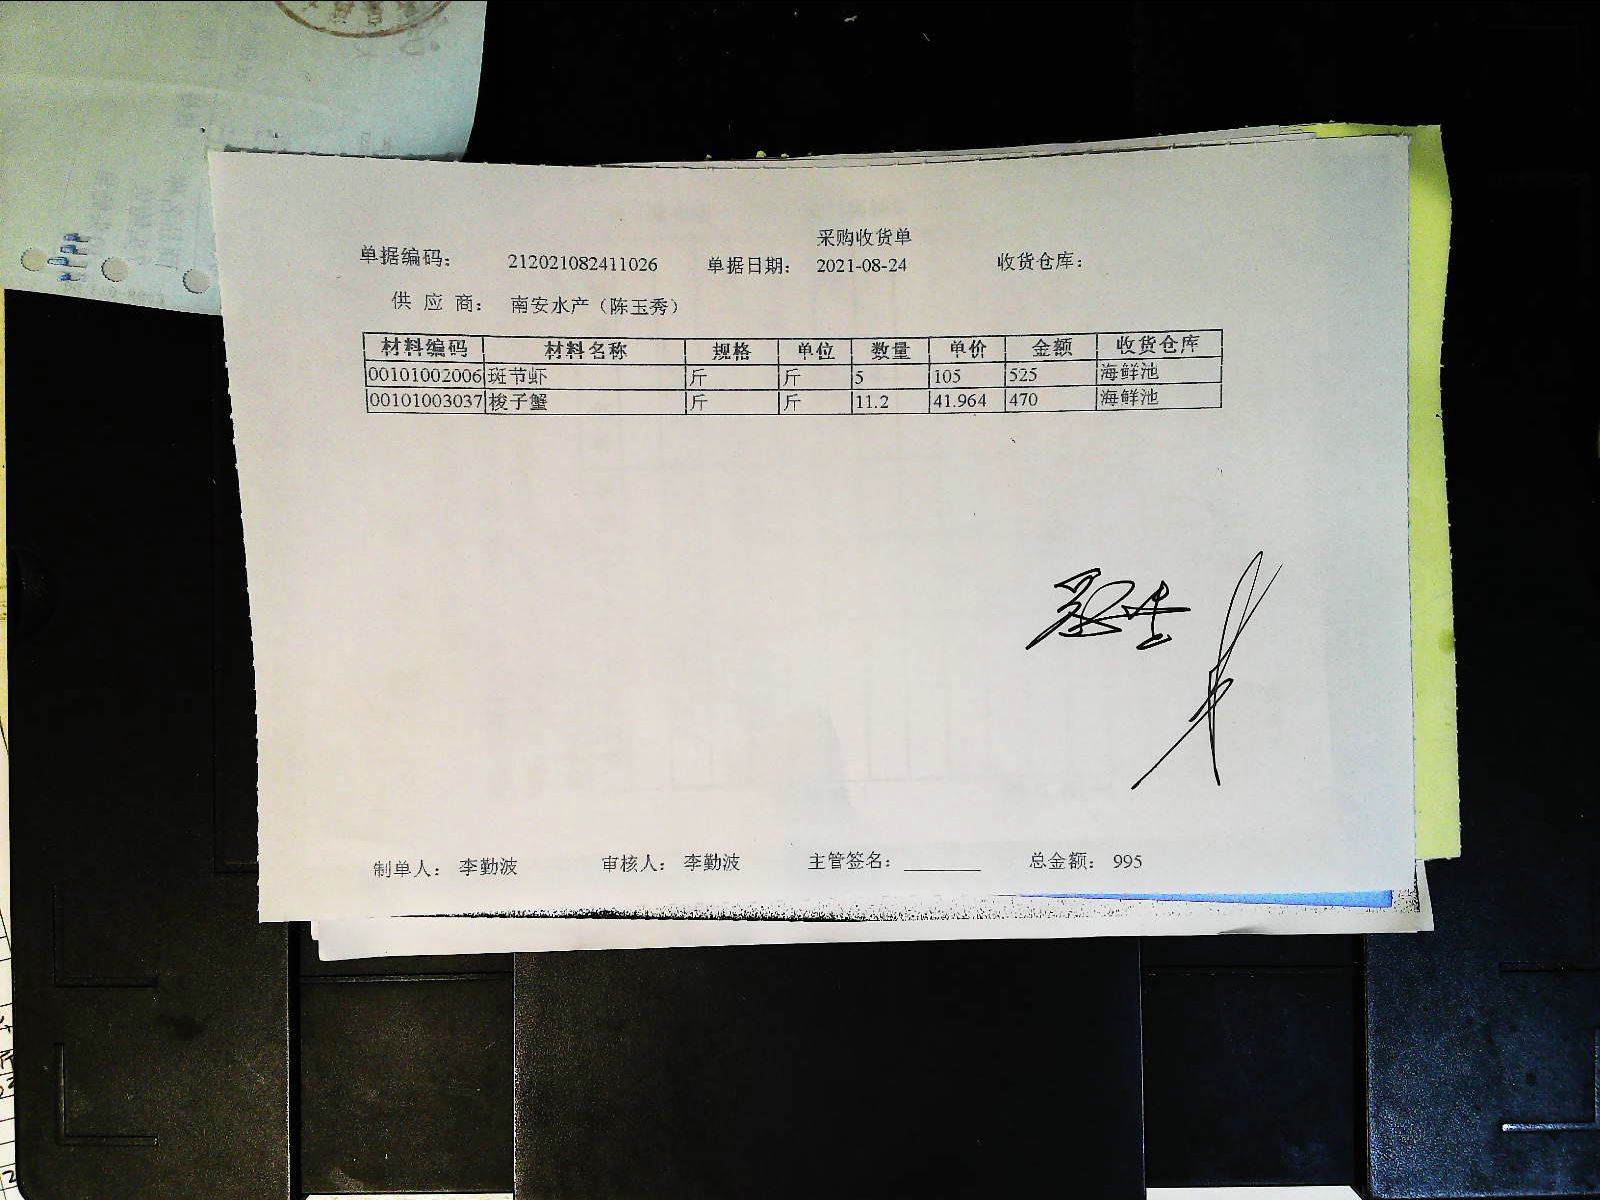 采购收货单
单据编码： 212021082411026 单据日期： 2021-08-24 收货仓库：
供 应 商： 南安水产（陈玉秀）
材料编码 材料名称 规格 单位 数量 单价 金额 收货仓库
00101002006 斑节虾 斤 斤 5 105 525 海鲜池
00101003037 梭子蟹 斤 斤 11.2 41.964 470 海鲜池
制单人： 李勤波 审核人： 李勤波 主管签名： 总金额： 995